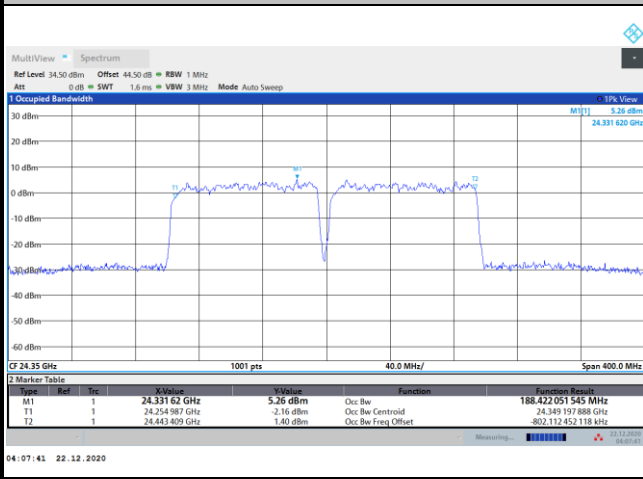 MultiView Spectrum
Ref Level 34.50 dBm Offset 44.50 dB RBW 1 MHz
Att 0 dB SWT 1.6 ms VBW 3 MHz Mode Auto Sweep
1 Occupied Bandwidth 1Pk View
M1[1] 5.26 dBm
24.331 620 GHz
30 dBm
20 dBm
10 dBm
M1
T1 T2
0 dBm
-10 dBm
-20 dBm
-30 dBm
-40 dBm
-50 dBm
-60 dBm
CF 24.35 GHz 1001 pts 40.0 MHz/ Span 400.0 MHz
2 Marker Table
Type Ref Trc X-Value Y-Value Function Function Result
M1 1 24.331 62 GHz 5.26 dBm Occ Bw 188.422 051 545 MHz
T1 1 24.254 987 GHz -2.16 dBm Occ Bw Centroid 24.349 197 888 GHz
T2 1 24.443 409 GHz 1.40 dBm Occ Bw Freq Offset -802.112 452 118 kHz
Measuring... 22.12.2020
04:07:41
04:07:41 22.12.2020